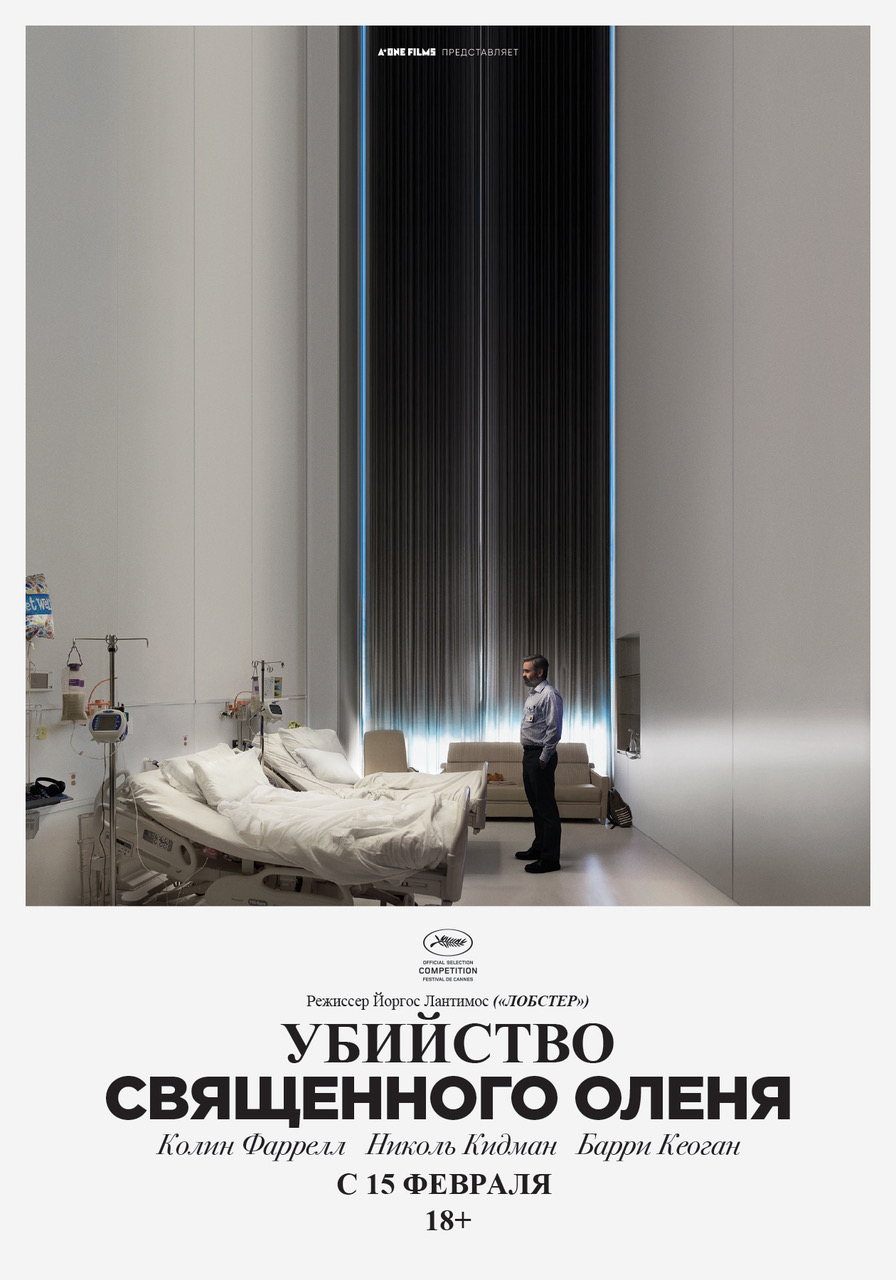 A-ONE FILMS ПРЕДСТАВЛЯЕТ
et we
OFFICIAL SELECTION
COMPETITION
FESTIVAL DE CANNES
Режиссер Йоргос Лантимос («ЛОБСТЕР»)
УБИЙСТВО
СВЯЩЕННОГО ОЛЕНЯ
Колин Фаррелл Николь Кидман Барри Кеоган
С 15 ФЕВРАЛЯ
18+